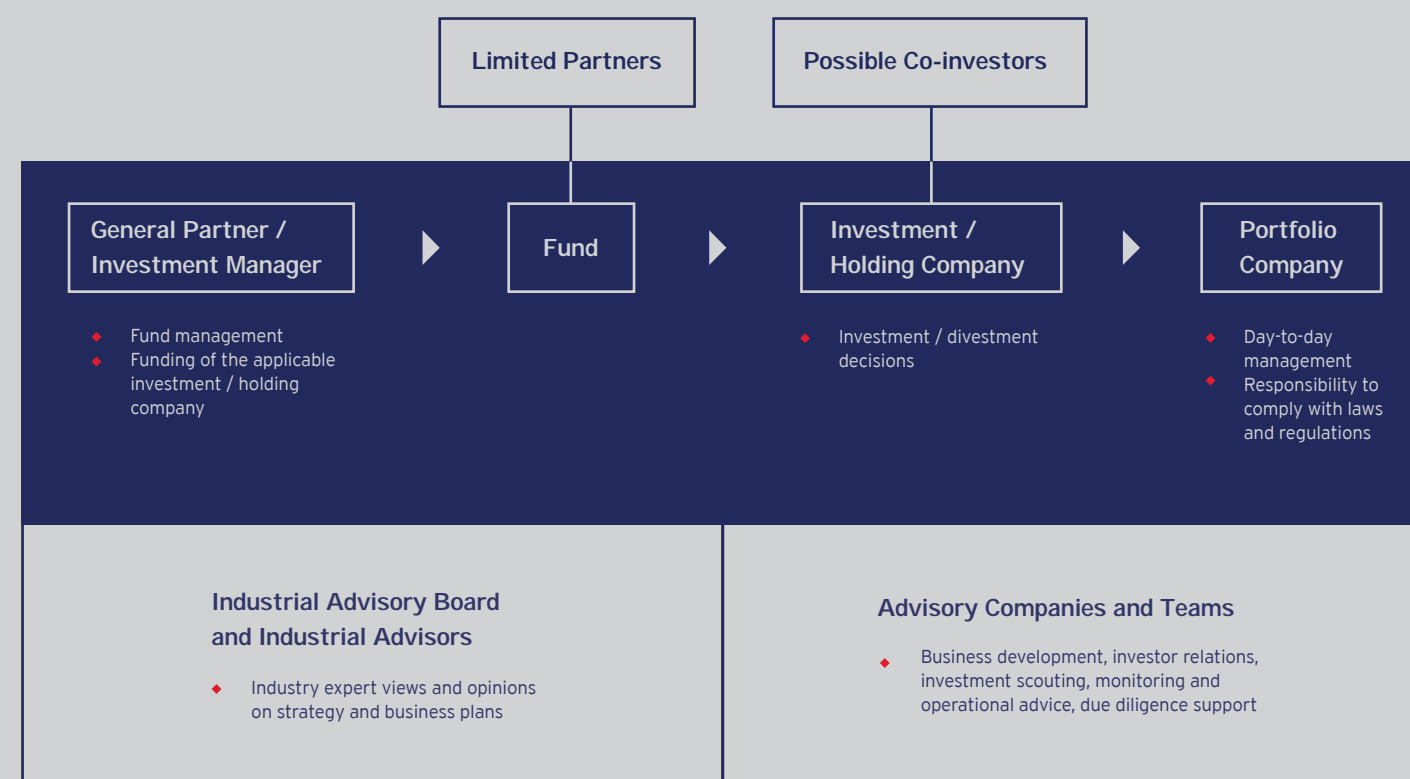 Limited Partners
Possible Co-investors
General Partner /
Investment Manager
Fund
Investment /
Holding Company
Portfolio
Company
Fund management
Funding of the applicable
investment / holding
company
Investment / divestment
decisions
Day-to-day
management
Responsibility to
comply with laws
and regulations
Industrial Advisory Board
and Industrial Advisors
Industry expert views and opinions
on strategy and business plans
Advisory Companies and Teams
Business development, investor relations,
investment scouting, monitoring and
operational advice, due diligence support